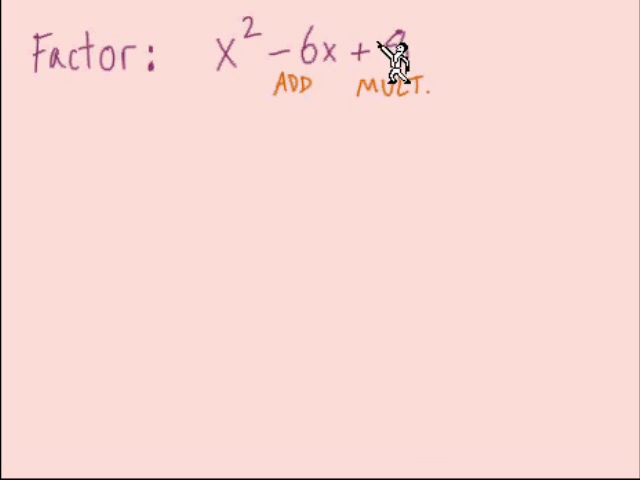 Factor: x² - 6x +
ADD MULT.